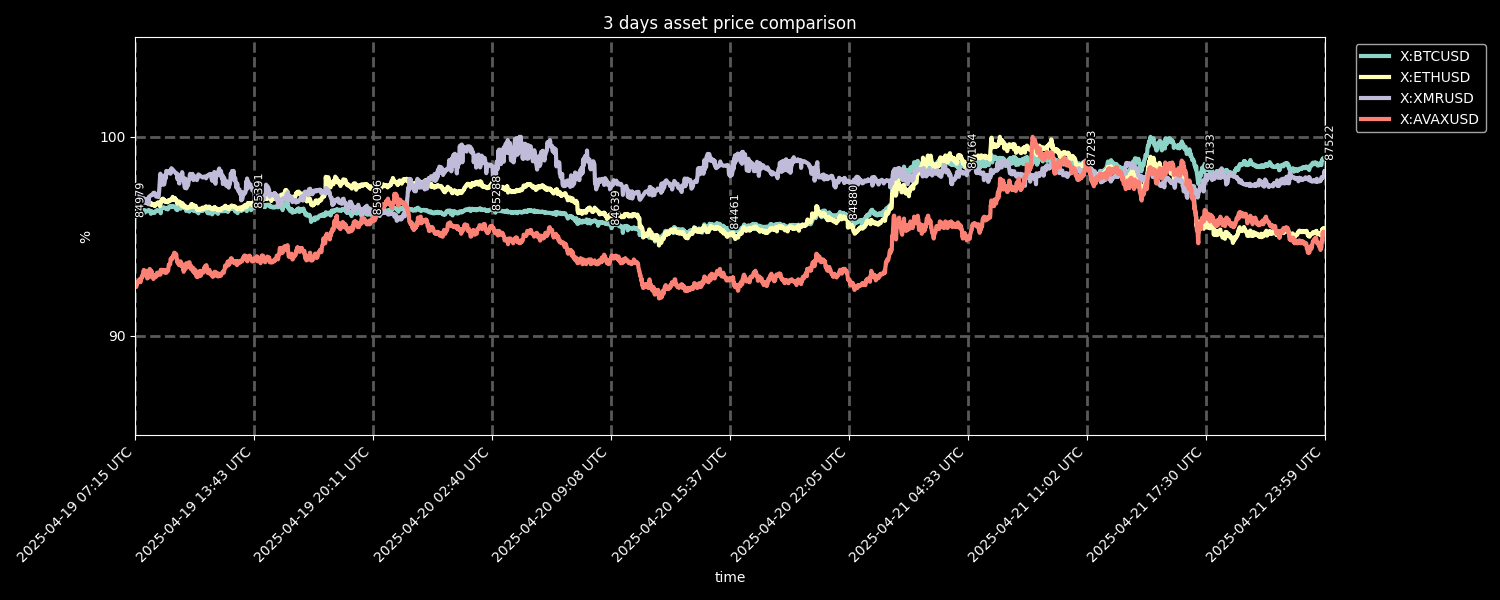 3 days asset price comparison
X:BTCUSD
X:ETHUSD
X:XMRUSD
X:AVAXUSD
100
90
%
84979
85391
85096
85288
84639
84461
84880
87164
87293
87133
87522
2025-04-19 07:15 UTC
2025-04-19 13:43 UTC
2025-04-19 20:11 UTC
2025-04-20 02:40 UTC
2025-04-20 09:08 UTC
2025-04-20 15:37 UTC
2025-04-20 22:05 UTC
2025-04-21 04:33 UTC
2025-04-21 11:02 UTC
2025-04-21 17:30 UTC
2025-04-21 23:59 UTC
time